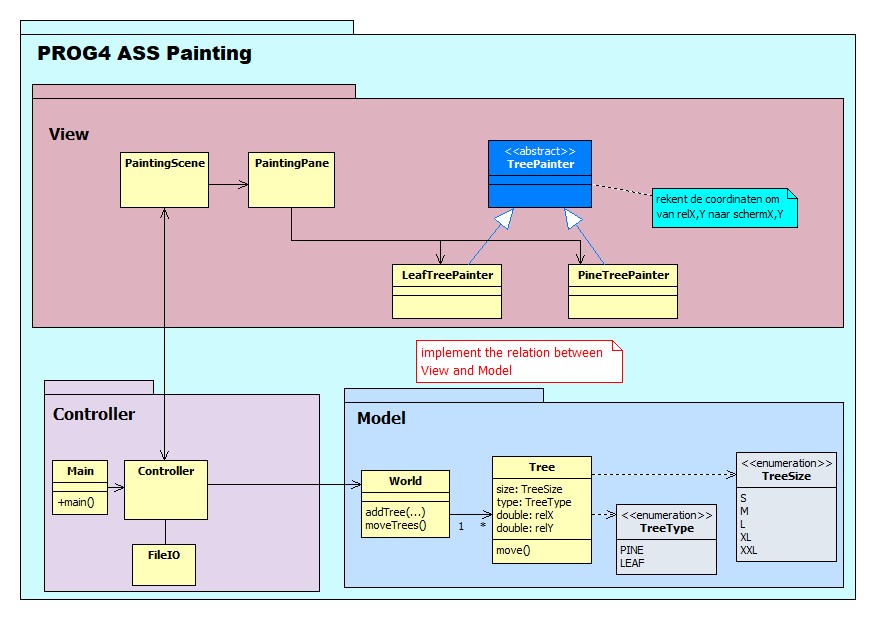 PROG4 ASS Painting
View
PaintingScene
PaintingPane
<<abstract>>
TreePainter
rekent de coordinaten om
van relX,Y naar schermX,Y
LeafTreePainter
PineTreePainter
implement the relation between
View and Model
Controller
Main
+main()
Controller
FileIO
Model
World
addTree(...)
moveTrees()
1
*
Tree
size: TreeSize
type: TreeType
double: relX
double: relY
move()
<<enumeration>>
TreeType
PINE
LEAF
<<enumeration>>
TreeSize
S
M
L
XL
XXL